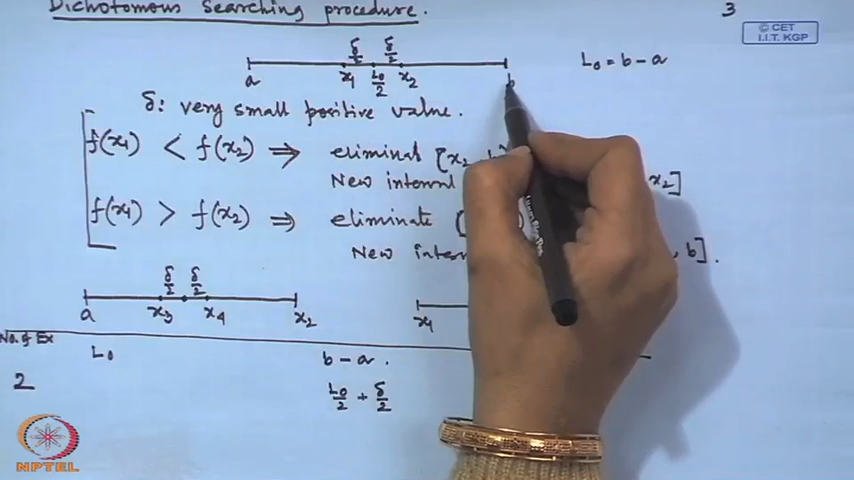 Dichotomous Searching procedure.
3
© CET
I.I.T. KGP
δ/2 δ/2
a x1 L0/2 x2 b
L0 = b - a
δ: very small positive value.
f(x1) < f(x2) ⇒ eliminat [x2, b]
New interval x2]
f(x1) > f(x2) ⇒ eliminate [
New inter , b].
δ/2 δ/2
a x3 x4 x2
x1
No. of Ex
L0 b - a.
2 L0/2 + δ/2
NPTEL